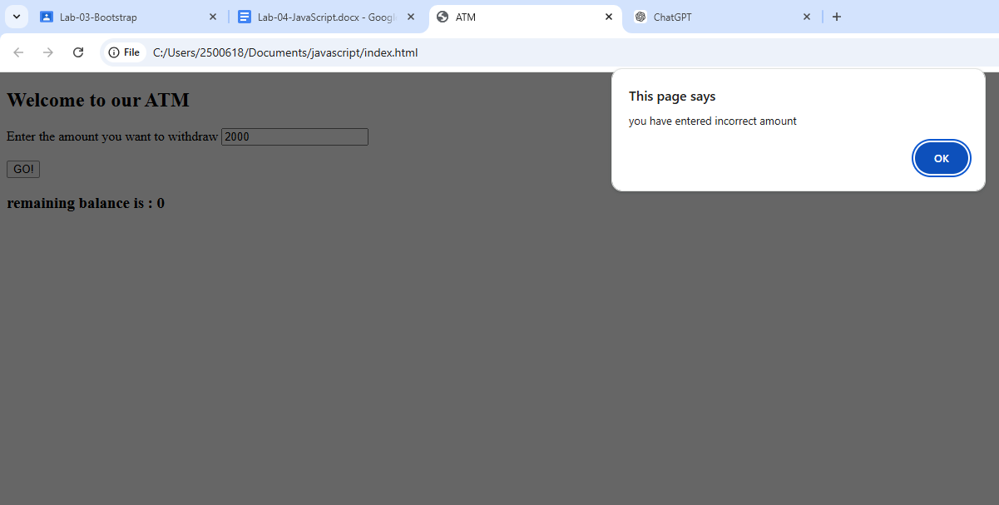 Lab-03-Bootstrap
Lab-04-JavaScript.docx - Googl
ATM
ChatGPT
File
C:/Users/2500618/Documents/javascript/index.html
Welcome to our ATM
Enter the amount you want to withdraw 2000
GO!
remaining balance is : 0
This page says
you have entered incorrect amount
OK